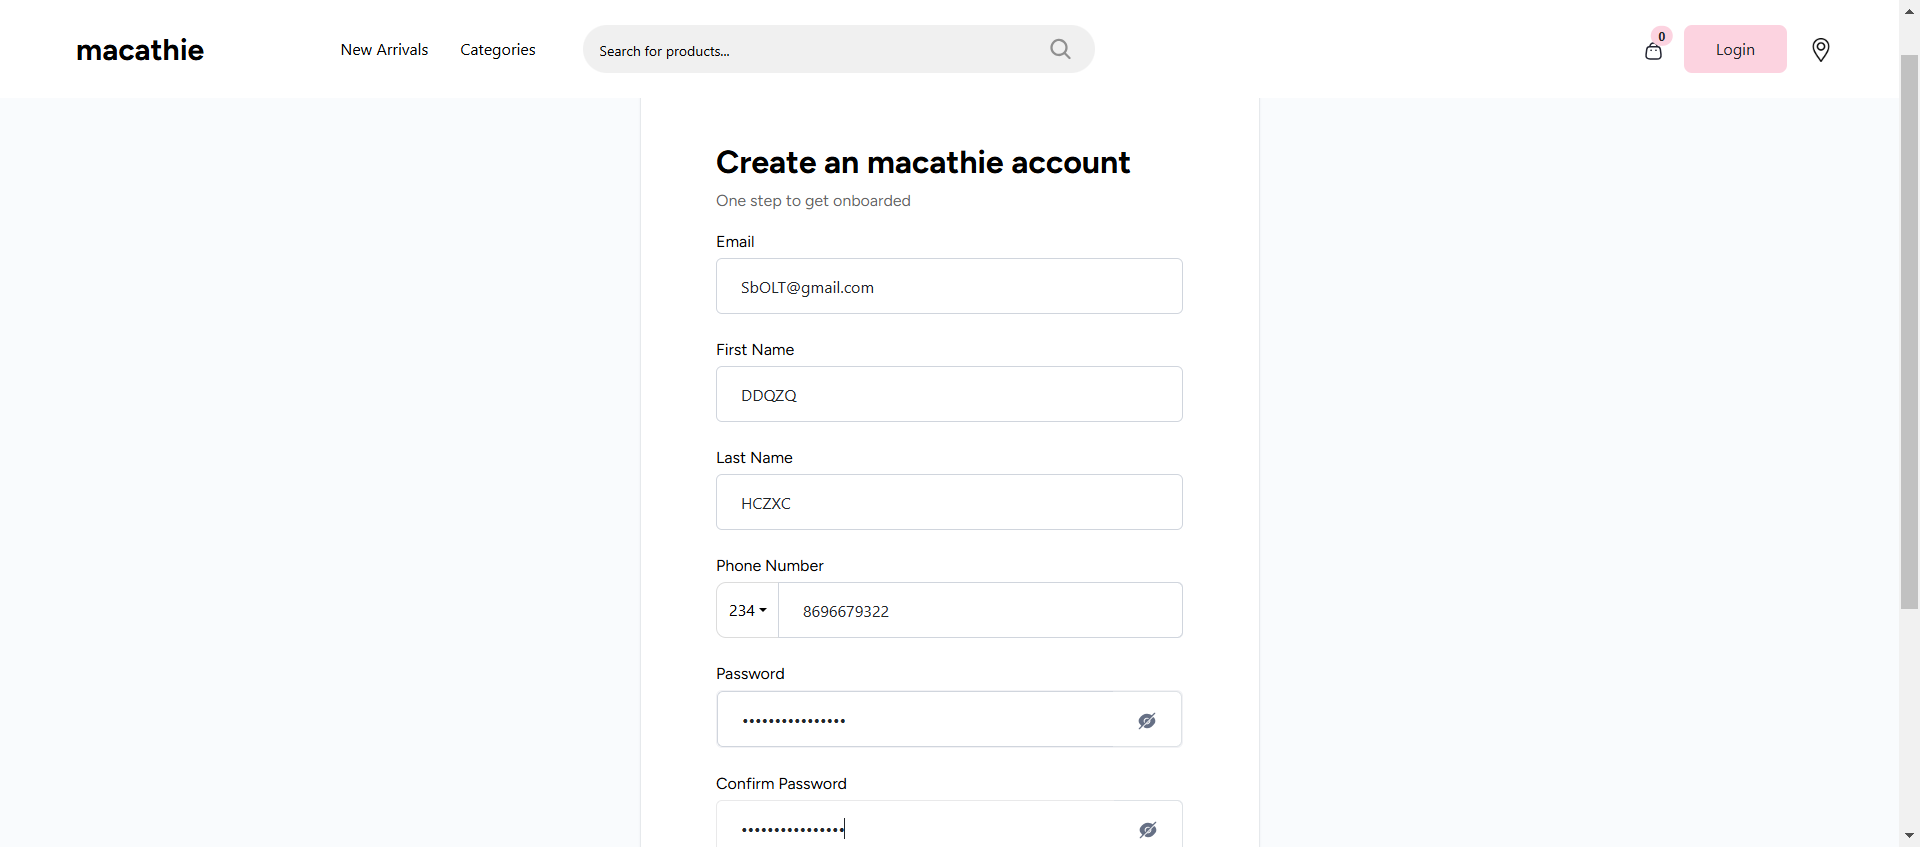 macathie New Arrivals Categories Search for products... 0 Login
Create an macathie account
One step to get onboarded
Email
SbOLT@gmail.com
First Name
DDQZQ
Last Name
HCZXC
Phone Number
234 8696679322
Password
••••••••••••••••
Confirm Password
••••••••••••••••